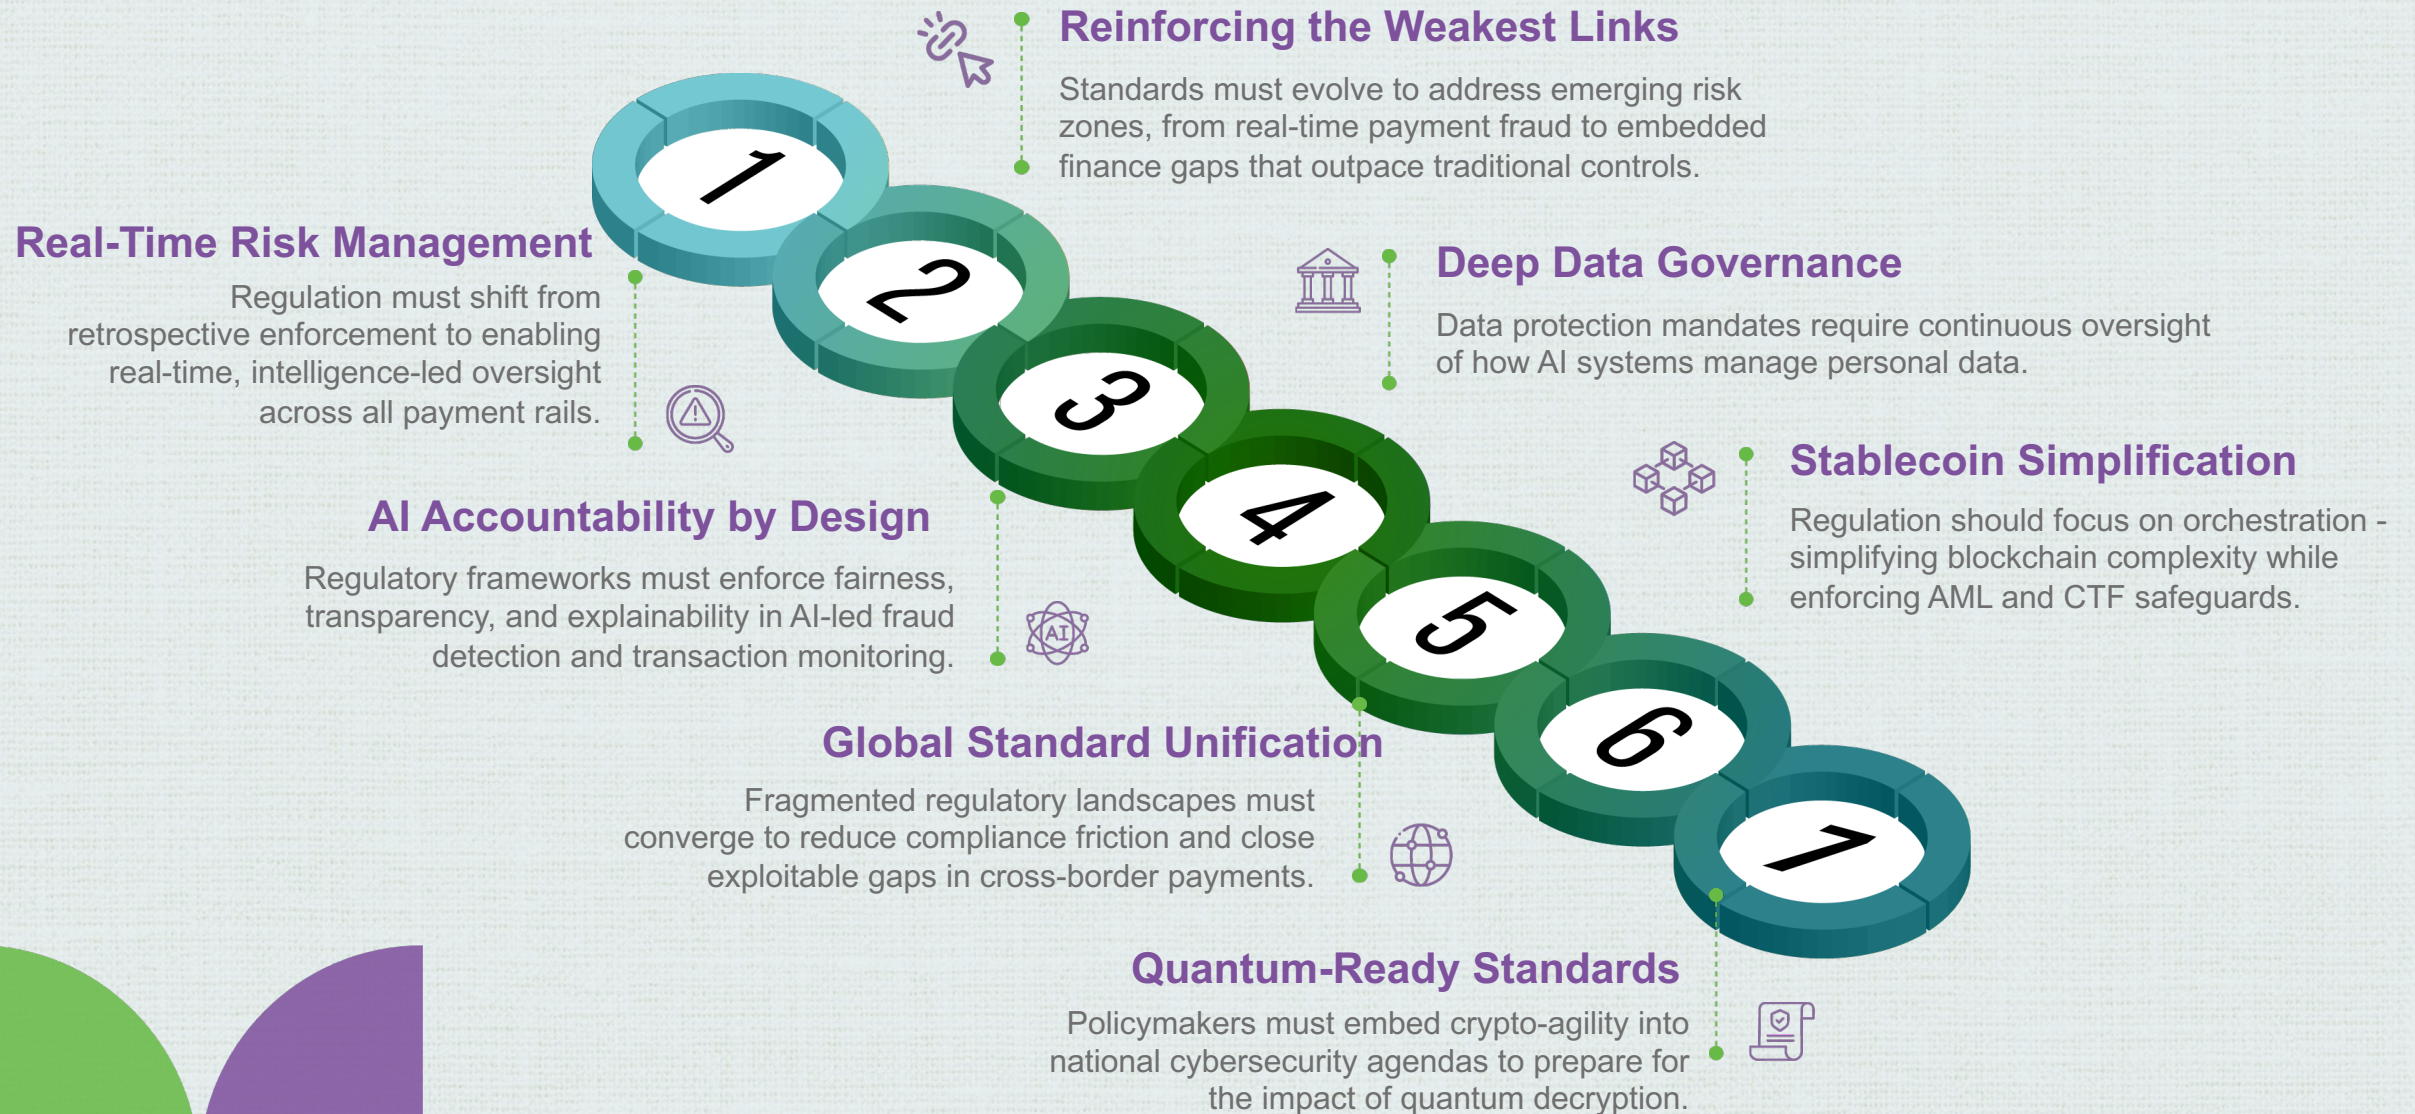 1
Real-Time Risk Management
Regulation must shift from
retrospective enforcement to enabling
real-time, intelligence-led oversight
across all payment rails.
2
Reinforcing the Weakest Links
Standards must evolve to address emerging risk
zones, from real-time payment fraud to embedded
finance gaps that outpace traditional controls.
3
AI Accountability by Design
Regulatory frameworks must enforce fairness,
transparency, and explainability in AI-led fraud
detection and transaction monitoring.
AI
4
Deep Data Governance
Data protection mandates require continuous oversight
of how AI systems manage personal data.
5
Global Standard Unification
Fragmented regulatory landscapes must
converge to reduce compliance friction and close
exploitable gaps in cross-border payments.
6
Stablecoin Simplification
Regulation should focus on orchestration -
simplifying blockchain complexity while
enforcing AML and CTF safeguards.
7
Quantum-Ready Standards
Policymakers must embed crypto-agility into
national cybersecurity agendas to prepare for
the impact of quantum decryption.